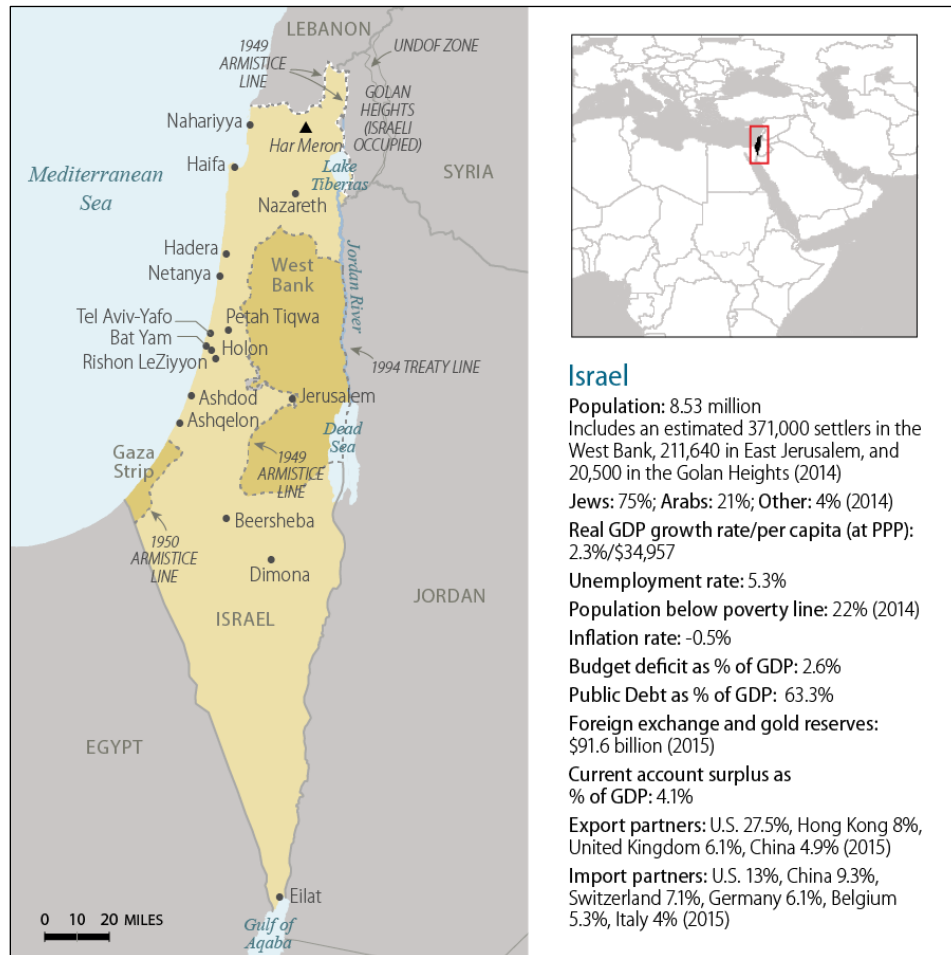 LEBANON
1949
ARMISTICE
LINE
UNDOF ZONE
GOLAN
HEIGHTS
(ISRAELI
OCCUPIED)
Nahariyya
Har Meron
Haifa
Lake
Tiberias
SYRIA
Mediterranean
Sea
Nazareth
Hadera
Netanya
West
Bank
Jordan River
Tel Aviv-Yafo
Petah Tiqwa
Bat Yam
Holon
Rishon LeZiyyon
1994 TREATY LINE
Ashdod
Jerusalem
Ashqelon
Dead
Sea
Gaza
Strip
1949
ARMISTICE
LINE
Beersheba
1950
ARMISTICE
LINE
Dimona
JORDAN
ISRAEL
EGYPT
Eilat
0 10 20 MILES
Gulf of
Aqaba
Israel
Population: 8.53 million
Includes an estimated 371,000 settlers in the
West Bank, 211,640 in East Jerusalem, and
20,500 in the Golan Heights (2014)
Jews: 75%; Arabs: 21%; Other: 4% (2014)
Real GDP growth rate/per capita (at PPP):
2.3%/$34,957
Unemployment rate: 5.3%
Population below poverty line: 22% (2014)
Inflation rate: -0.5%
Budget deficit as % of GDP: 2.6%
Public Debt as % of GDP: 63.3%
Foreign exchange and gold reserves:
$91.6 billion (2015)
Current account surplus as
% of GDP: 4.1%
Export partners: U.S. 27.5%, Hong Kong 8%,
United Kingdom 6.1%, China 4.9% (2015)
Import partners: U.S. 13%, China 9.3%,
Switzerland 7.1%, Germany 6.1%, Belgium
5.3%, Italy 4% (2015)